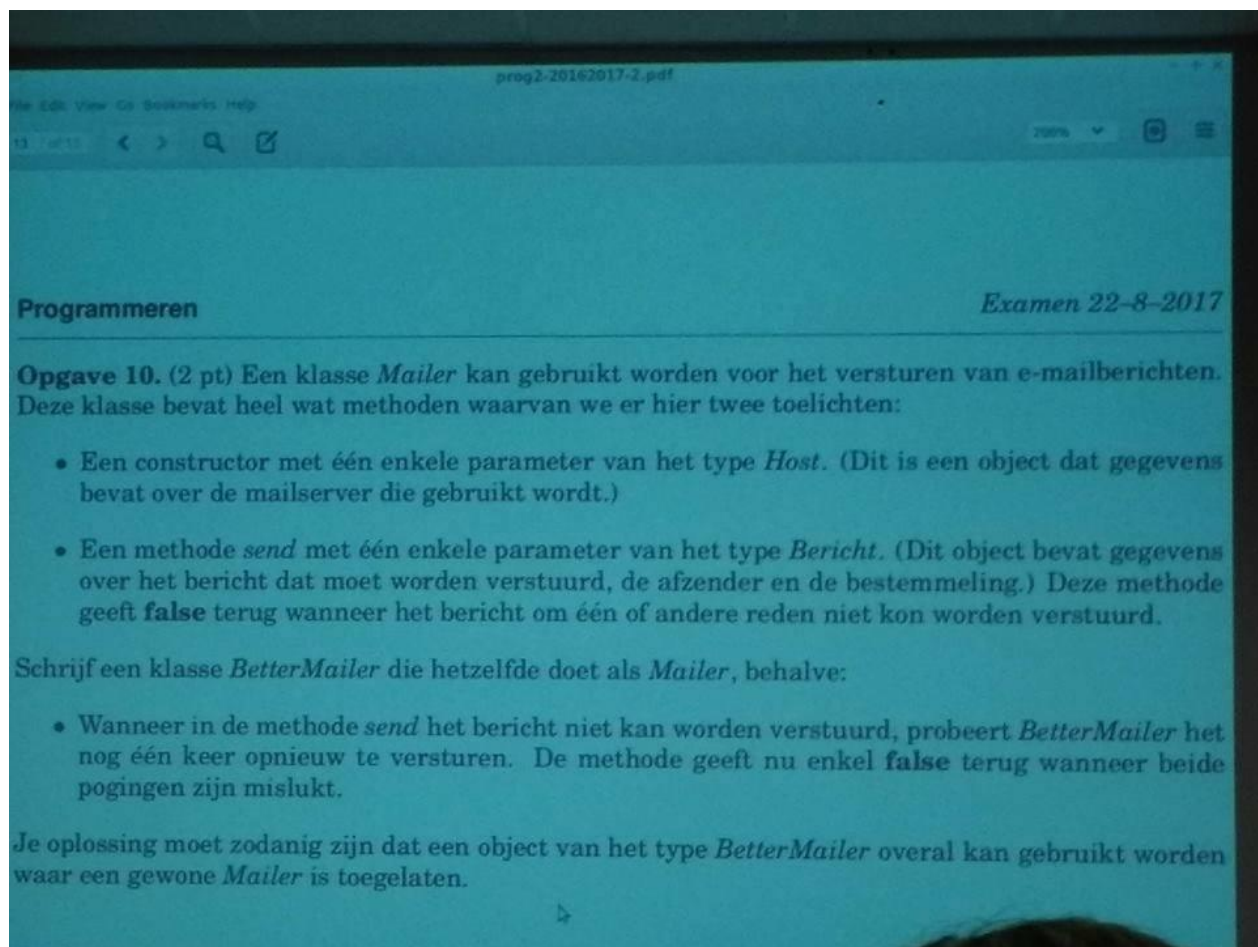 prog2-20162017-2.pdf
File Edit View Go Bookmarks Help
200%
Programmeren
Examen 22–8–2017
Opgave 10. (2 pt) Een klasse Mailer kan gebruikt worden voor het versturen van e-mailberichten.
Deze klasse bevat heel wat methoden waarvan we er hier twee toelichten:
• Een constructor met één enkele parameter van het type Host. (Dit is een object dat gegevens
bevat over de mailserver die gebruikt wordt.)
• Een methode send met één enkele parameter van het type Bericht. (Dit object bevat gegevens
over het bericht dat moet worden verstuurd, de afzender en de bestemmeling.) Deze methode
geeft false terug wanneer het bericht om één of andere reden niet kon worden verstuurd.
Schrijf een klasse BetterMailer die hetzelfde doet als Mailer, behalve:
• Wanneer in de methode send het bericht niet kan worden verstuurd, probeert BetterMailer het
nog één keer opnieuw te versturen. De methode geeft nu enkel false terug wanneer beide
pogingen zijn mislukt.
Je oplossing moet zodanig zijn dat een object van het type BetterMailer overal kan gebruikt worden
waar een gewone Mailer is toegelaten.